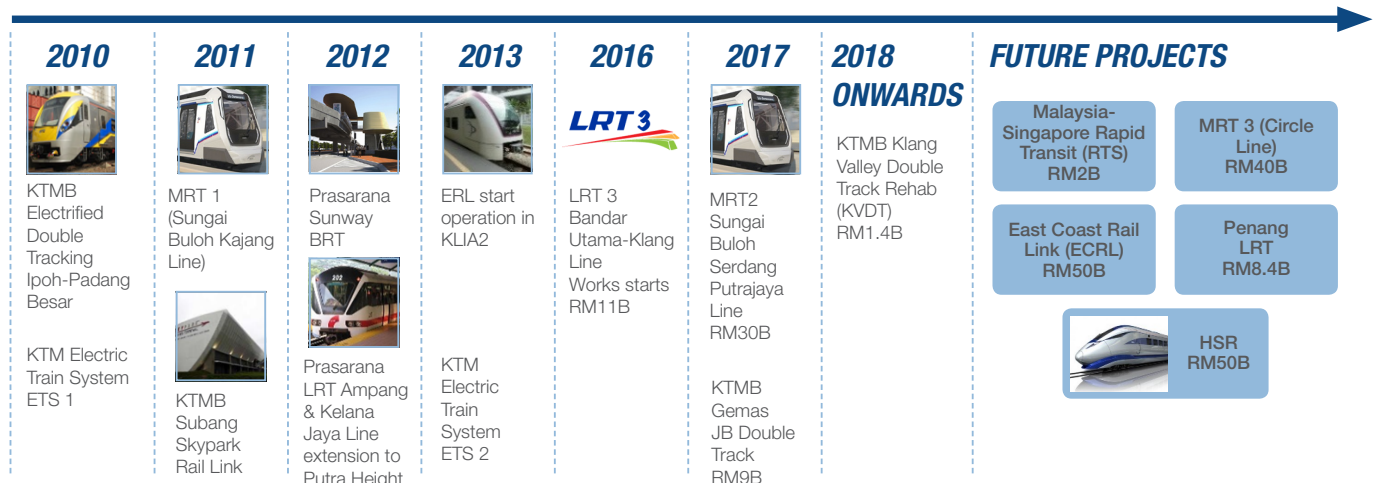 2010
KTMB
Electrified
Double
Tracking
Ipoh-Padang
Besar
KTM Electric
Train System
ETS 1
2011
MRT 1
(Sungai
Buloh Kajang
Line)
KTMB
Subang
Skypark
Rail Link
2012
Prasarana
Sunway
BRT
202
Prasarana
LRT Ampang
& Kelana
Jaya Line
extension to
Putra Height
2013
ERL start
operation in
KLIA2
KTM
Electric
Train
System
ETS 2
2016
LRT 3
LRT 3
Bandar
Utama-Klang
Line
Works starts
RM11B
2017
MRT2
Sungai
Buloh
Serdang
Putrajaya
Line
RM30B
KTMB
Gemas
JB Double
Track
RM9B
2018
ONWARDS
KTMB Klang
Valley Double
Track Rehab
(KVDT)
RM1.4B
FUTURE PROJECTS
Malaysia-
Singapore Rapid
Transit (RTS)
RM2B
MRT 3 (Circle
Line)
RM40B
East Coast Rail
Link (ECRL)
RM50B
Penang
LRT
RM8.4B
HSR
RM50B